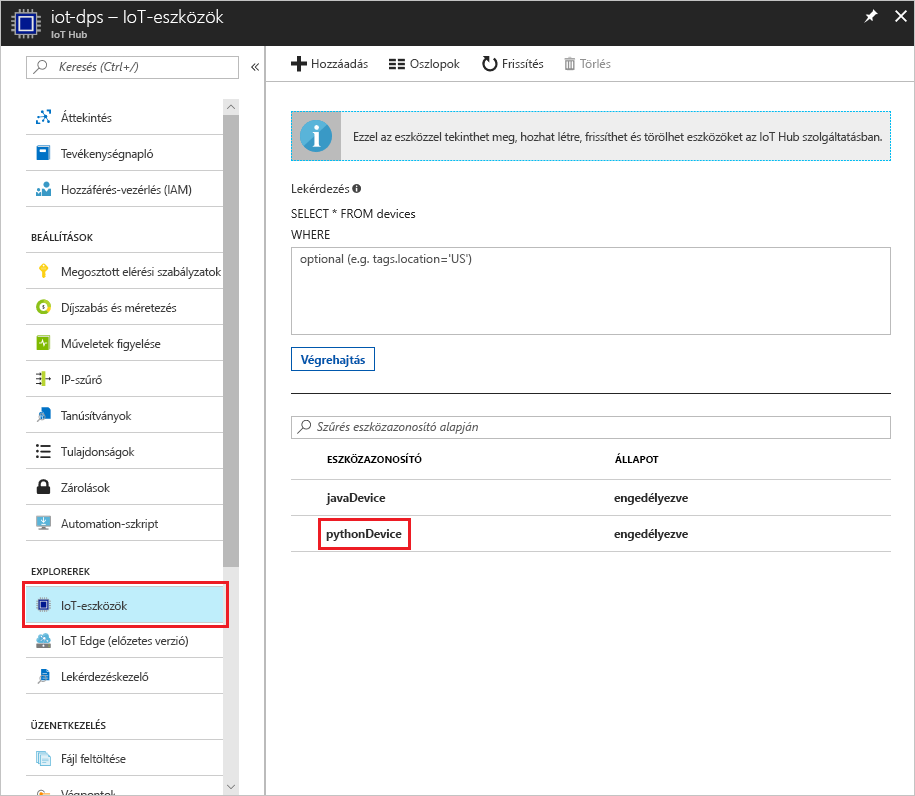 iot-dps – IoT-eszközök
IoT Hub
Keresés (Ctrl+/)
Áttekintés
Tevékenységnapló
Hozzáférés-vezérlés (IAM)
BEÁLLÍTÁSOK
Megosztott elérési szabályzatok
Díjszabás és méretezés
Műveletek figyelése
IP-szűrő
Tanúsítványok
Tulajdonságok
Zárolások
Automation-szkript
EXPLOREREK
IoT-eszközök
IoT Edge (előzetes verzió)
Lekérdezéskezelő
ÜZENETKEZELÉS
Fájl feltöltése
Végpontok
Hozzáadás Oszlopok Frissítés Törlés
Ezzel az eszközzel tekinthet meg, hozhat létre, frissíthet és törölhet eszközöket az IoT Hub szolgáltatásban.
Lekérdezés
SELECT * FROM devices
WHERE
optional (e.g. tags.location='US')
Végrehajtás
Szűrés eszközazonosító alapján
ESZKÖZAZONOSÍTÓ ÁLLAPOT
javaDevice engedélyezve
pythonDevice engedélyezve